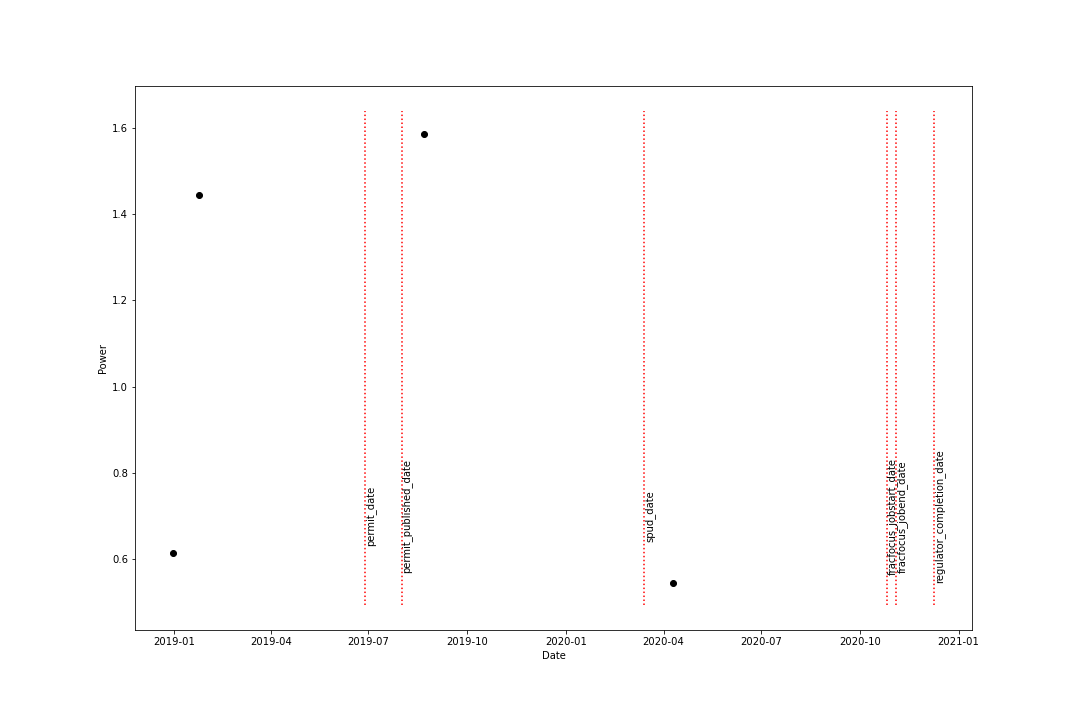 1.6
1.4
1.2
1.0
0.8
0.6
Power
permit_date
permit_published_date
spud_date
fracfocus_jobstart_date
fracfocus_jobend_date
regulator_completion_date
2019-01
2019-04
2019-07
2019-10
2020-01
2020-04
2020-07
2020-10
2021-01
Date